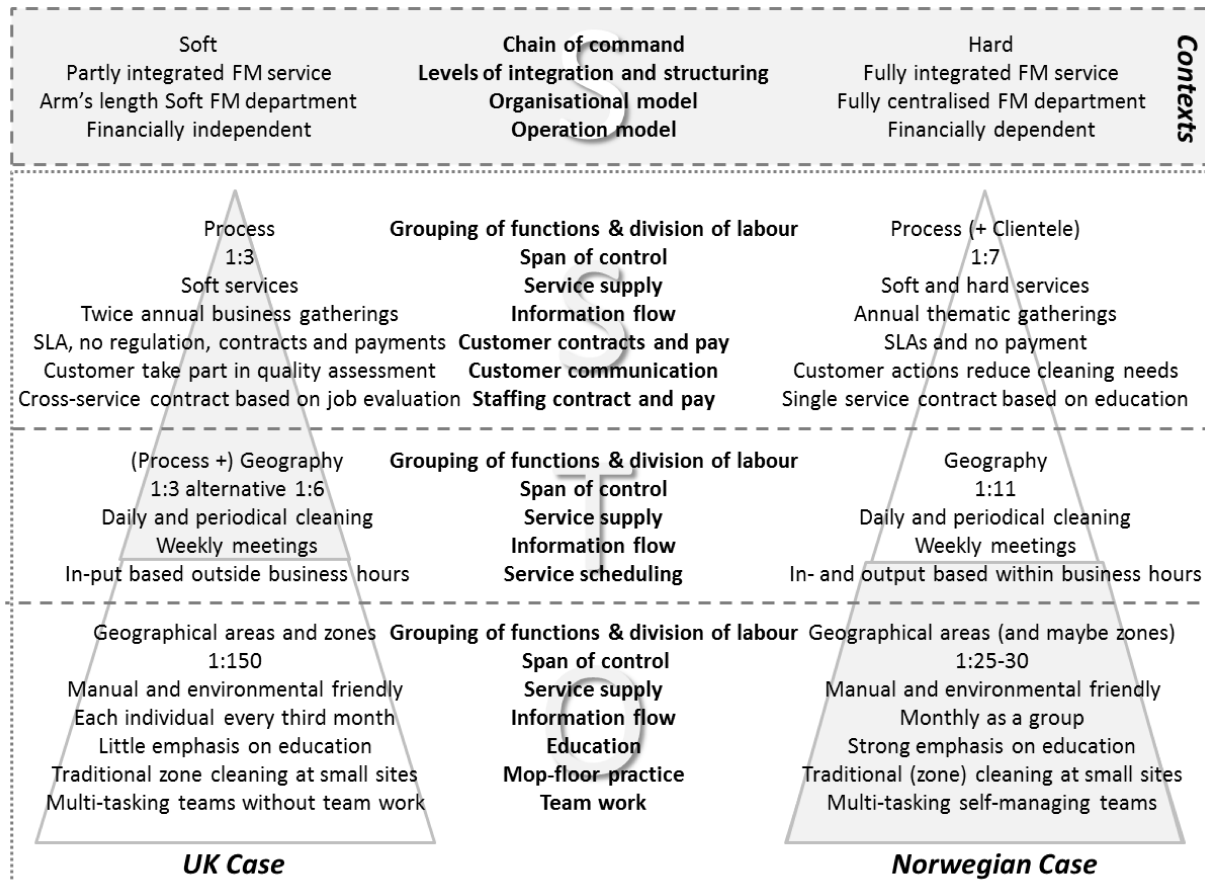 Soft Chain of command Hard
Partly integrated FM service Levels of integration and structuring Fully integrated FM service
Arm's length Soft FM department Organisational model Fully centralised FM department
Financially independent Operation model Financially dependent
Contexts
S
Process Grouping of functions & division of labour Process (+ Clientele)
1:3 Span of control 1:7
Soft services Service supply Soft and hard services
Twice annual business gatherings Information flow Annual thematic gatherings
SLA, no regulation, contracts and payments Customer contracts and pay SLAs and no payment
Customer take part in quality assessment Customer communication Customer actions reduce cleaning needs
Cross-service contract based on job evaluation Staffing contract and pay Single service contract based on education
S
(Process +) Geography Grouping of functions & division of labour Geography
1:3 alternative 1:6 Span of control 1:11
Daily and periodical cleaning Service supply Daily and periodical cleaning
Weekly meetings Information flow Weekly meetings
In-put based outside business hours Service scheduling In- and output based within business hours
T
Geographical areas and zones Grouping of functions & division of labour Geographical areas (and maybe zones)
1:150 Span of control 1:25-30
Manual and environmental friendly Service supply Manual and environmental friendly
Each individual every third month Information flow Monthly as a group
Little emphasis on education Education Strong emphasis on education
Traditional zone cleaning at small sites Mop-floor practice Traditional (zone) cleaning at small sites
Multi-tasking teams without team work Team work Multi-tasking self-managing teams
O
UK Case Norwegian Case